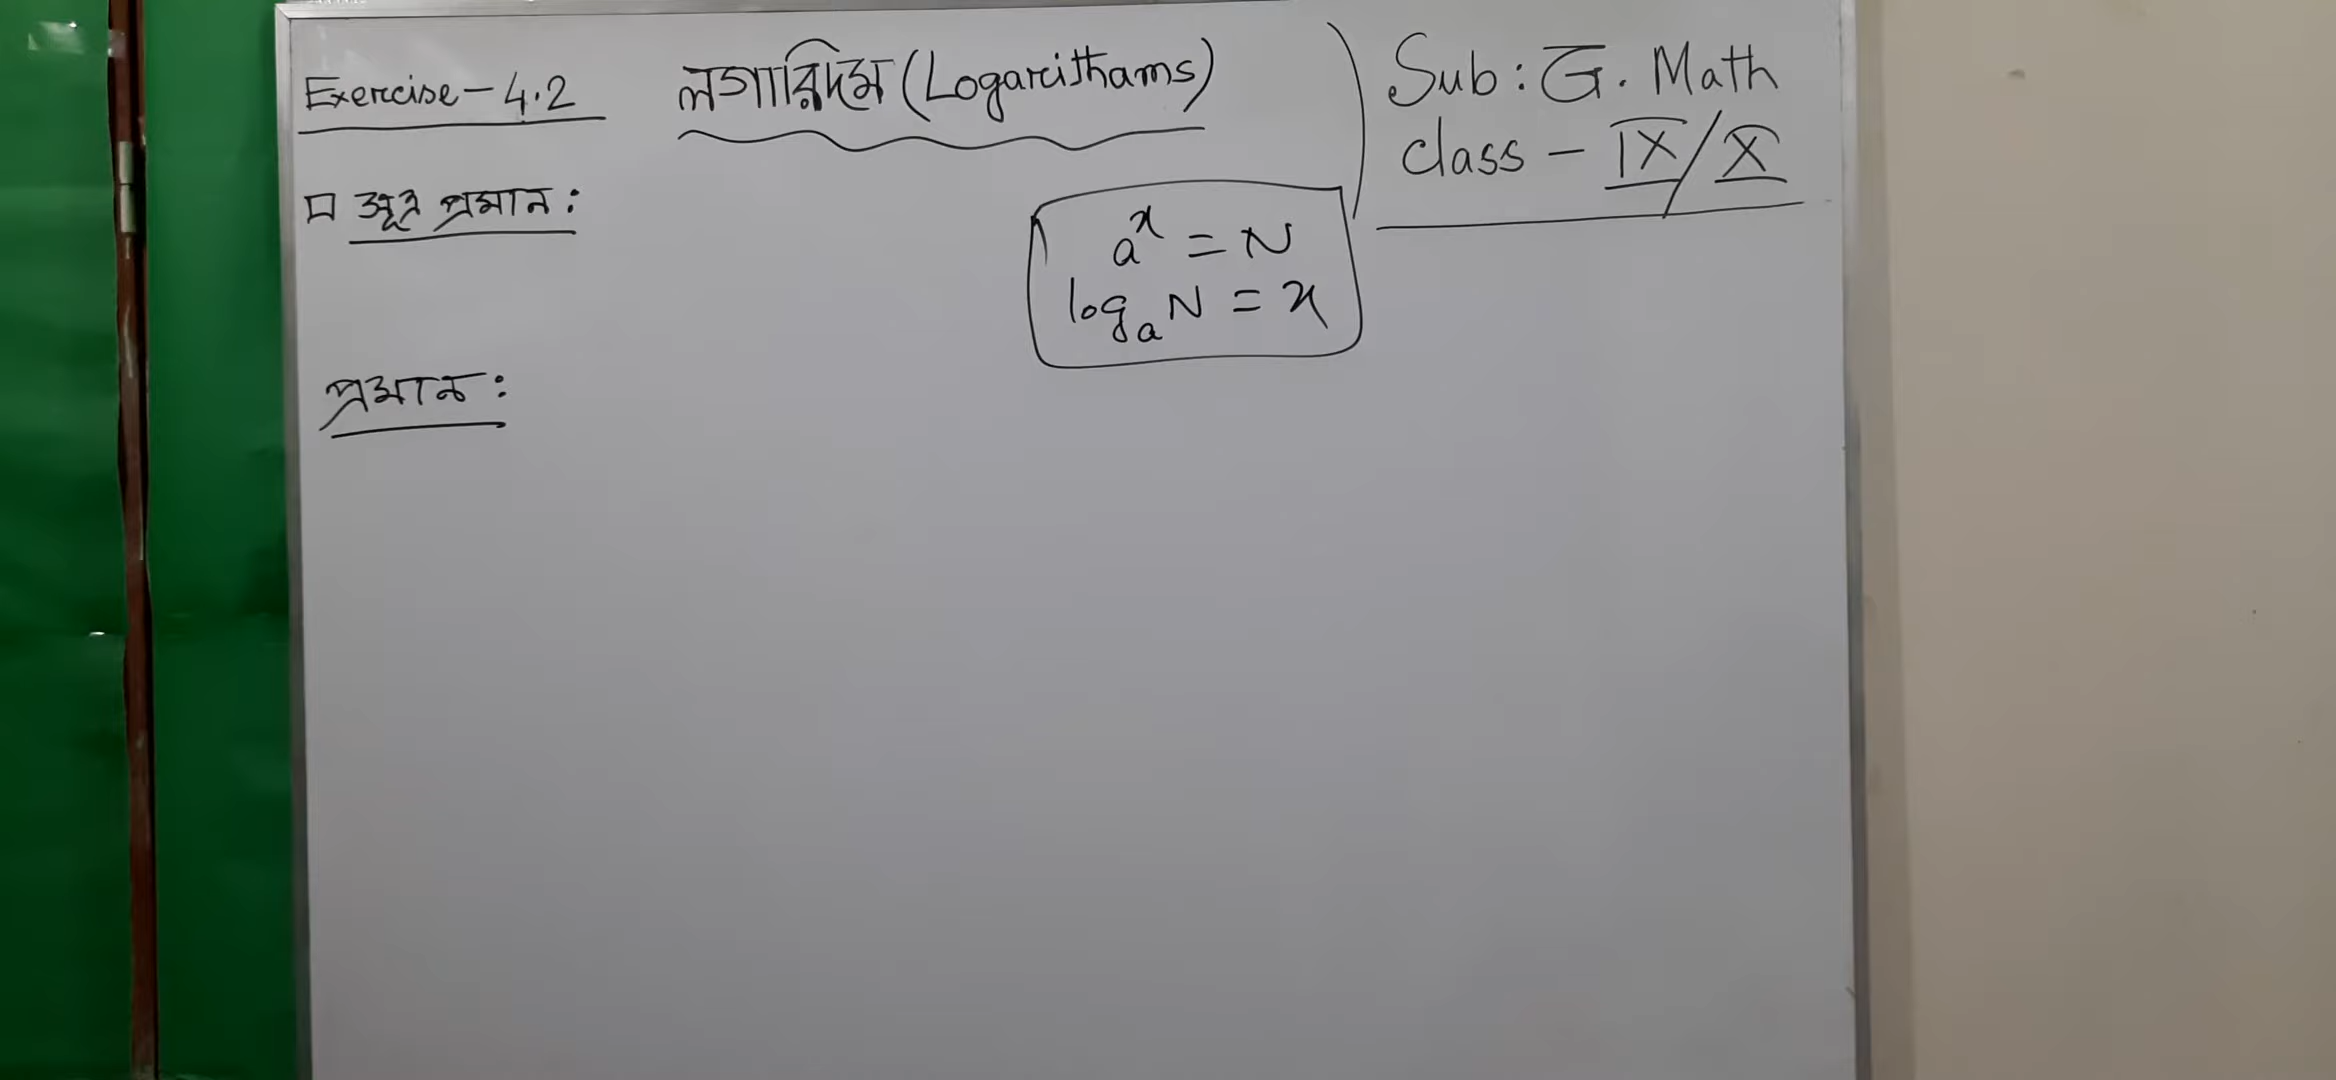 Exercise - 4.2
লগারিদম (Logarithams)
Sub : G. Math
class - IX/X
□ সূত্র প্রমান :
a^x = N
log_a N = x
প্রমান :